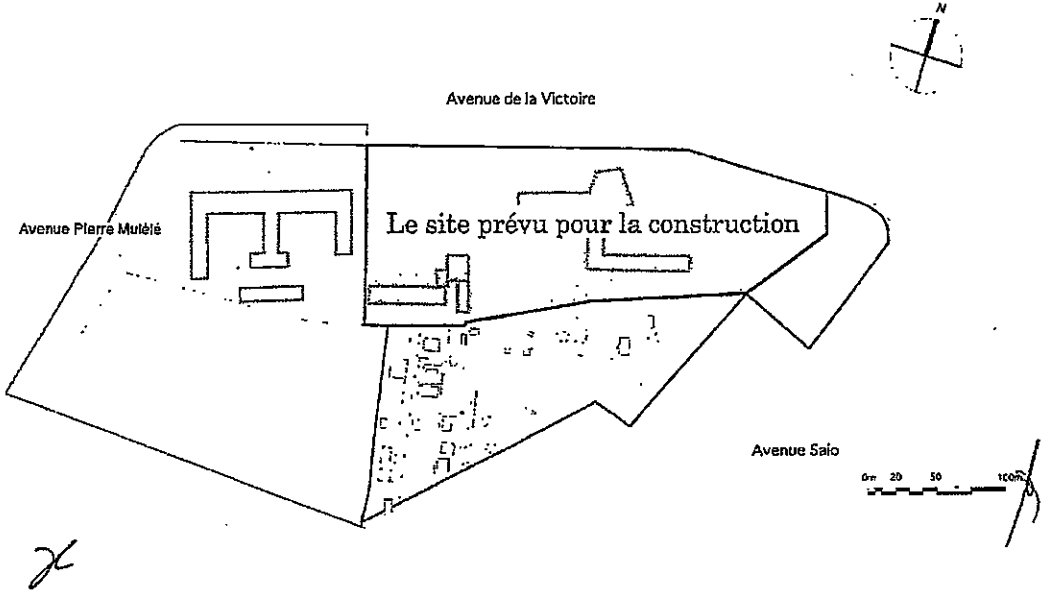 N
Avenue de la Victoire
Avenue Pierre Mulélé
Le site prévu pour la construction
Avenue Saio
0m 20 50 100m